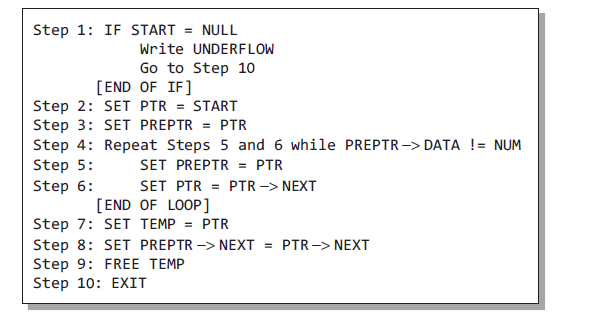 Step 1: IF START = NULL
Write UNDERFLOW
Go to Step 10
[END OF IF]
Step 2: SET PTR = START
Step 3: SET PREPTR = PTR
Step 4: Repeat Steps 5 and 6 while PREPTR -> DATA != NUM
Step 5: SET PREPTR = PTR
Step 6: SET PTR = PTR -> NEXT
[END OF LOOP]
Step 7: SET TEMP = PTR
Step 8: SET PREPTR -> NEXT = PTR -> NEXT
Step 9: FREE TEMP
Step 10: EXIT